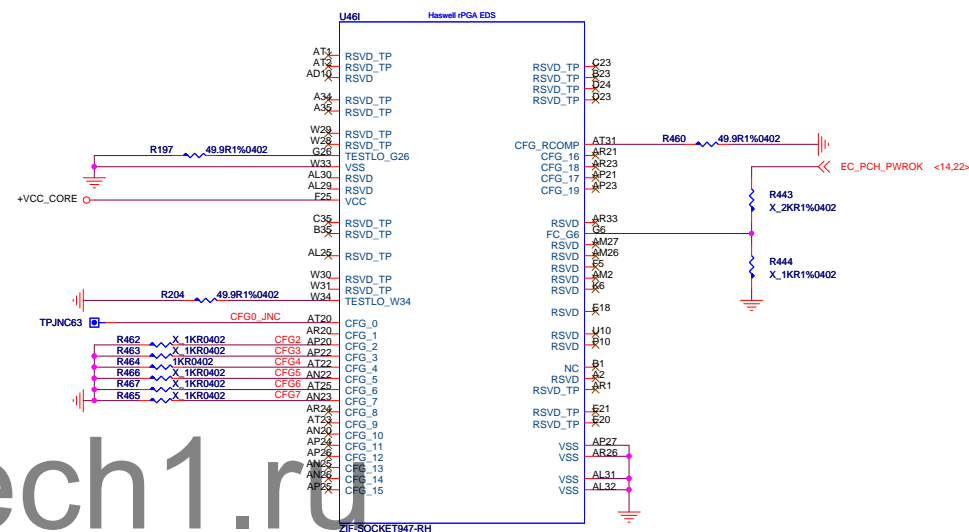 U46I
Haswell rPGA EDS
AT1 RSVD_TP
AT2 RSVD_TP
AD10 RSVD
A34 RSVD_TP
A35 RSVD_TP
W29 RSVD_TP
W28 RSVD_TP
R197 49.9R1%0402 G26 TESTLO_G26
W33 VSS
AL30 RSVD
AL29 RSVD
+VCC_CORE F25 VCC
C35 RSVD_TP
B35 RSVD_TP
AL25 RSVD_TP
W30 RSVD_TP
W31 RSVD_TP
R204 49.9R1%0402 W34 TESTLO_W34
TPJNC63 CFG0_JNC AT20 CFG_0
AR20 CFG_1
R462 X_1KR0402 CFG2 AP20 CFG_2
R463 X_1KR0402 CFG3 AP22 CFG_3
R464 1KR0402 CFG4 AT22 CFG_4
R466 X_1KR0402 CFG5 AN22 CFG_5
R467 X_1KR0402 CFG6 AT25 CFG_6
R465 X_1KR0402 CFG7 AN23 CFG_7
AR24 CFG_8
AT23 CFG_9
AN20 CFG_10
AP24 CFG_11
AP26 CFG_12
AN25 CFG_13
AN26 CFG_14
AP25 CFG_15
RSVD_TP C23
RSVD_TP B23
RSVD_TP D24
RSVD_TP D23
CFG_RCOMP AT31 R460 49.9R1%0402
CFG_16 AR21
CFG_18 AR23
CFG_17 AP21
CFG_19 AP23
EC_PCH_PWROK <14,22>
R443
X_2KR1%0402
RSVD AR33
FC_G6 G6
RSVD AM27
RSVD AM26
RSVD F5
RSVD AM2
RSVD K6
R444
X_1KR1%0402
RSVD E18
RSVD U10
RSVD P10
NC B1
RSVD A2
RSVD_TP AR1
RSVD_TP E21
RSVD_TP E20
VSS AP27
VSS AR26
VSS AL31
VSS AL32
ZIF-SOCKET947-RH
ech1.ru